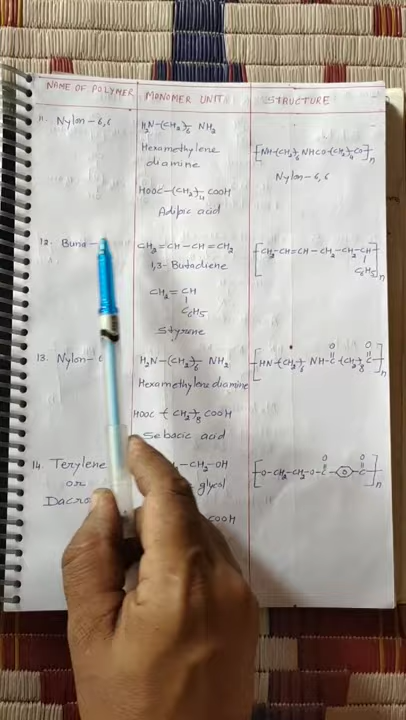 NAME OF POLYMER MONOMER UNIT STRUCTURE
11. Nylon-6,6
H₂N-(CH₂)₆ NH₂
Hexamethylene
diamine
HOOC-(CH₂)₄ COOH
Adipic acid
[NH-(CH₂)₆ NHCO-(CH₂)₄ CO]n
Nylon-6,6
12. Buna-
CH₂=CH-CH=CH₂
1,3-Butadiene
CH₂=CH
C₆H₅
Styrene
[CH₂-CH=CH-CH₂-CH₂-CH]n
C₆H₅
13. Nylon-6
H₂N-(CH₂)₆ NH₂
Hexamethylene diamine
HOOC-(CH₂)₈ COOH
Sebacic acid
O O
[HN-(CH₂)₆ NH-C-(CH₂)₈ C]n
14. Terylene
or
Dacro
CH₂-OH
glycol
COOH
O O
[O-CH₂-CH₂-O-C- -C]n